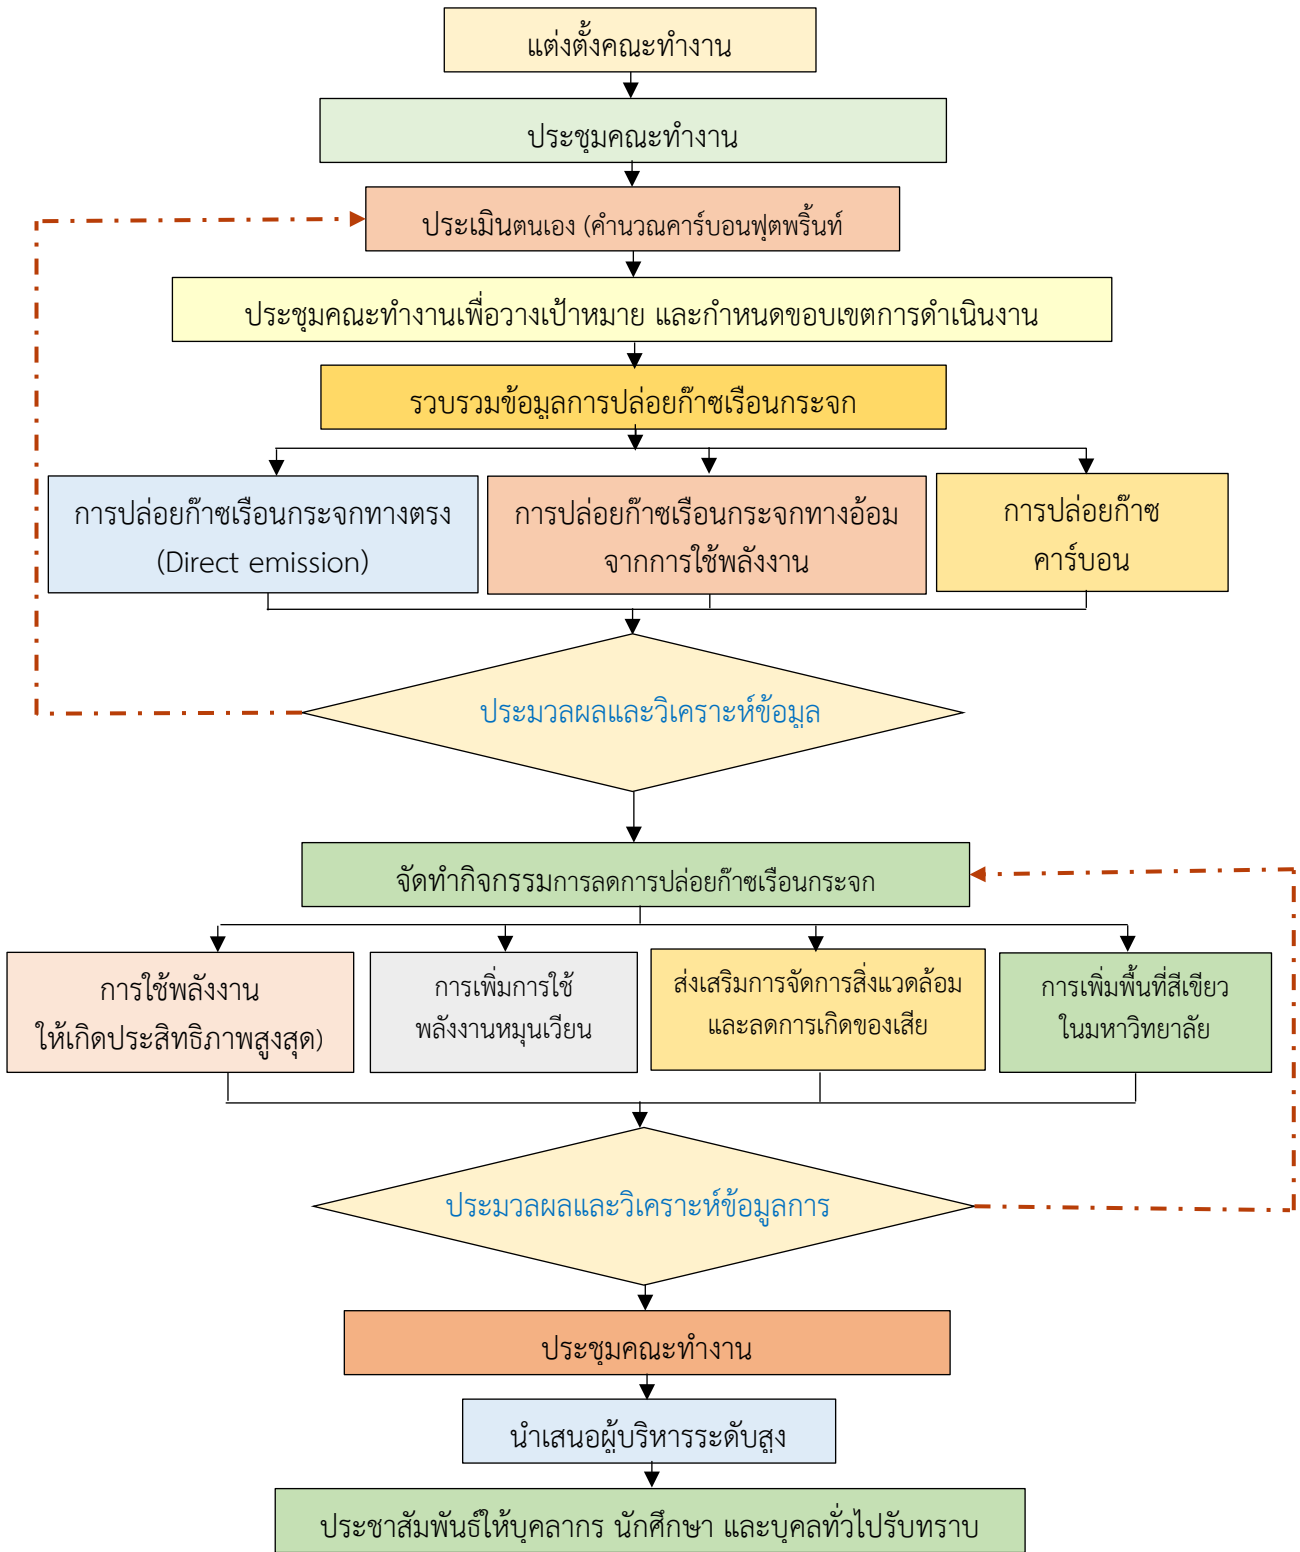 แต่งตั้งคณะทำงาน
ประชุมคณะทำงาน
ประเมินตนเอง (คำนวณคาร์บอนฟุตพริ้นท์
ประชุมคณะทำงานเพื่อวางเป้าหมาย และกำหนดขอบเขตการดำเนินงาน
รวบรวมข้อมูลการปล่อยก๊าซเรือนกระจก
การปล่อยก๊าซเรือนกระจกทางตรง
(Direct emission)
การปล่อยก๊าซเรือนกระจกทางอ้อม
จากการใช้พลังงาน
การปล่อยก๊าซ
คาร์บอน
ประมวลผลและวิเคราะห์ข้อมูล
จัดทำกิจกรรมการลดการปล่อยก๊าซเรือนกระจก
การใช้พลังงาน
ให้เกิดประสิทธิภาพสูงสุด)
การเพิ่มการใช้
พลังงานหมุนเวียน
ส่งเสริมการจัดการสิ่งแวดล้อม
และลดการเกิดของเสีย
การเพิ่มพื้นที่สีเขียว
ในมหาวิทยาลัย
ประมวลผลและวิเคราะห์ข้อมูลการ
ประชุมคณะทำงาน
นำเสนอผู้บริหารระดับสูง
ประชาสัมพันธ์ให้บุคลากร นักศึกษา และบุคลทั่วไปรับทราบ